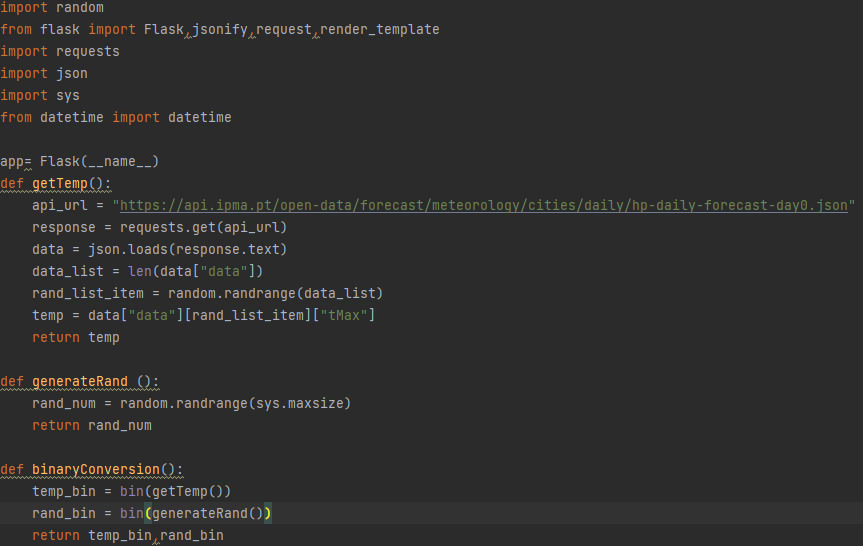 import random
from flask import Flask,jsonify,request,render_template
import requests
import json
import sys
from datetime import datetime

app= Flask(__name__)
def getTemp():
    api_url = "https://api.ipma.pt/open-data/forecast/meteorology/cities/daily/hp-daily-forecast-day0.json"
    response = requests.get(api_url)
    data = json.loads(response.text)
    data_list = len(data["data"])
    rand_list_item = random.randrange(data_list)
    temp = data["data"][rand_list_item]["tMax"]
    return temp

def generateRand ():
    rand_num = random.randrange(sys.maxsize)
    return rand_num

def binaryConversion():
    temp_bin = bin(getTemp())
    rand_bin = bin(generateRand())
    return temp_bin,rand_bin